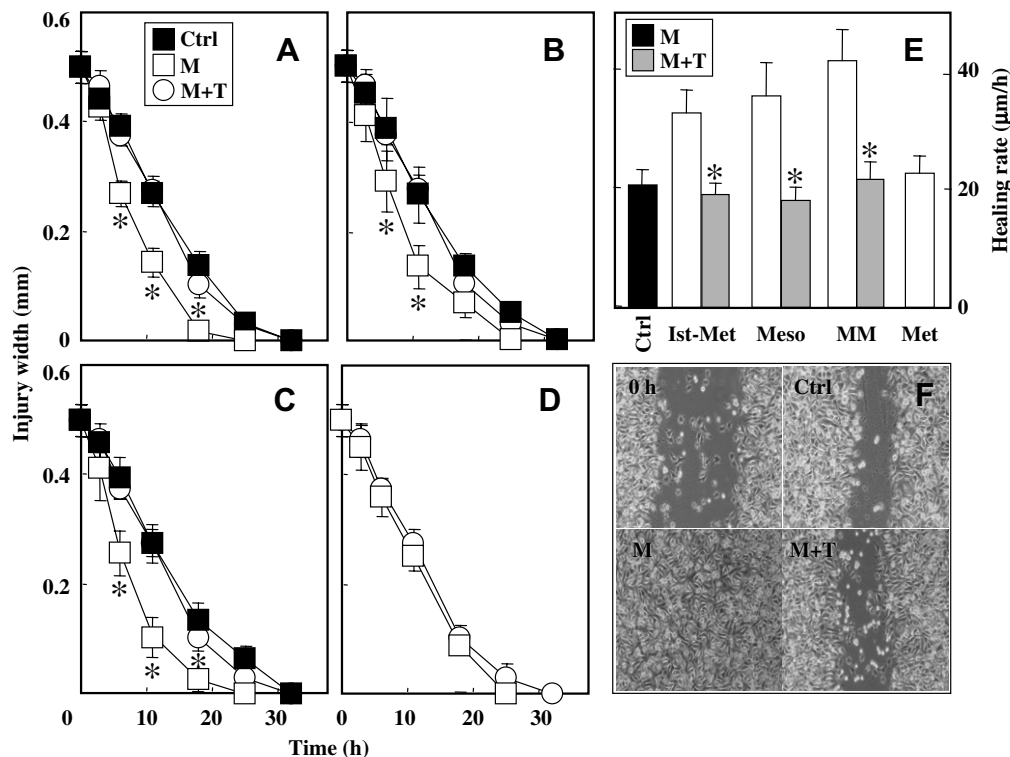 0.6
A
Ctrl
M
M+T
0.4
0.2
0
*
*
*
B
*
*
E
M
M+T
40
20
0
Healing rate (µm/h)
*
*
*
Ctrl
Ist-Met
Meso
MM
Met
Injury width (mm)
0.6
C
0.4
0.2
*
*
*
0
10
20
30
D
0
10
20
30
Time (h)
0 h
Ctrl
F
M
M+T